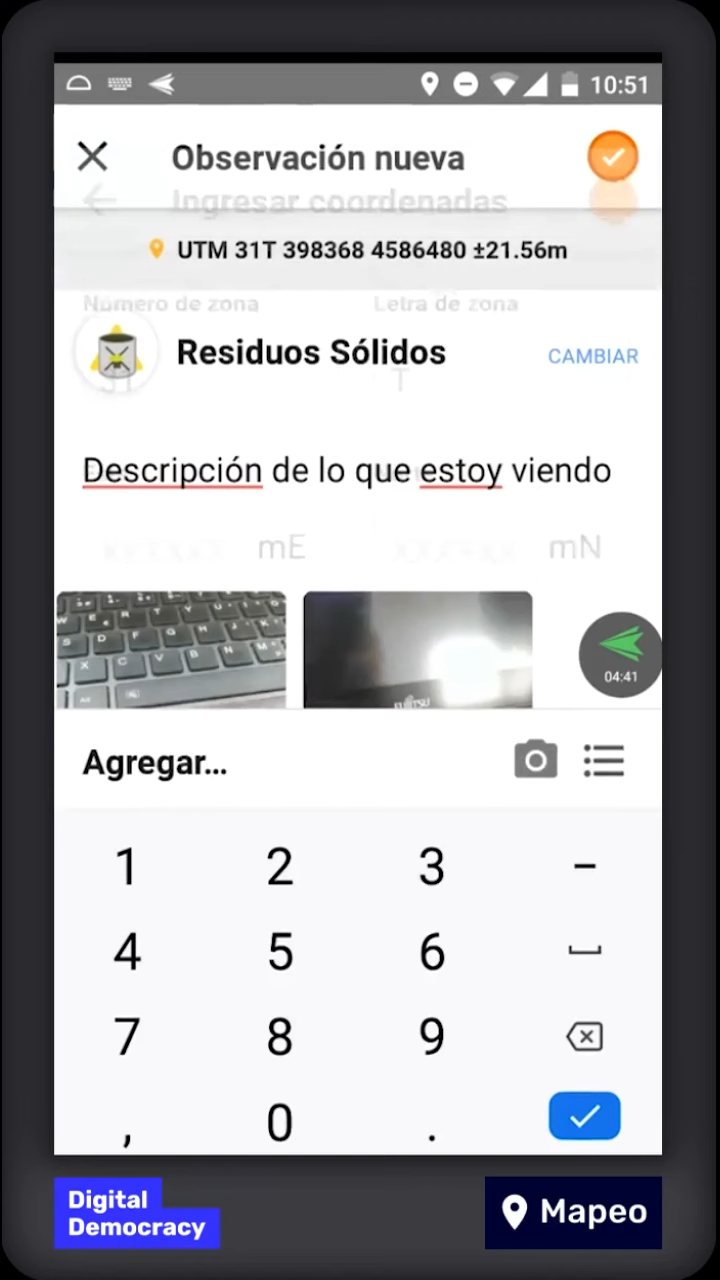 10:51
Observación nueva
Ingresar coordenadas
UTM 31T 398368 4586480 ±21.56m
Número de zona
Letra de zona
Residuos Sólidos
CAMBIAR
T
Descripción de lo que estoy viendo
mE
mN
FUJITSU
04:41
Agregar...
1 2 3 -
4 5 6
7 8 9
, 0 .
Digital
Democracy
Mapeo